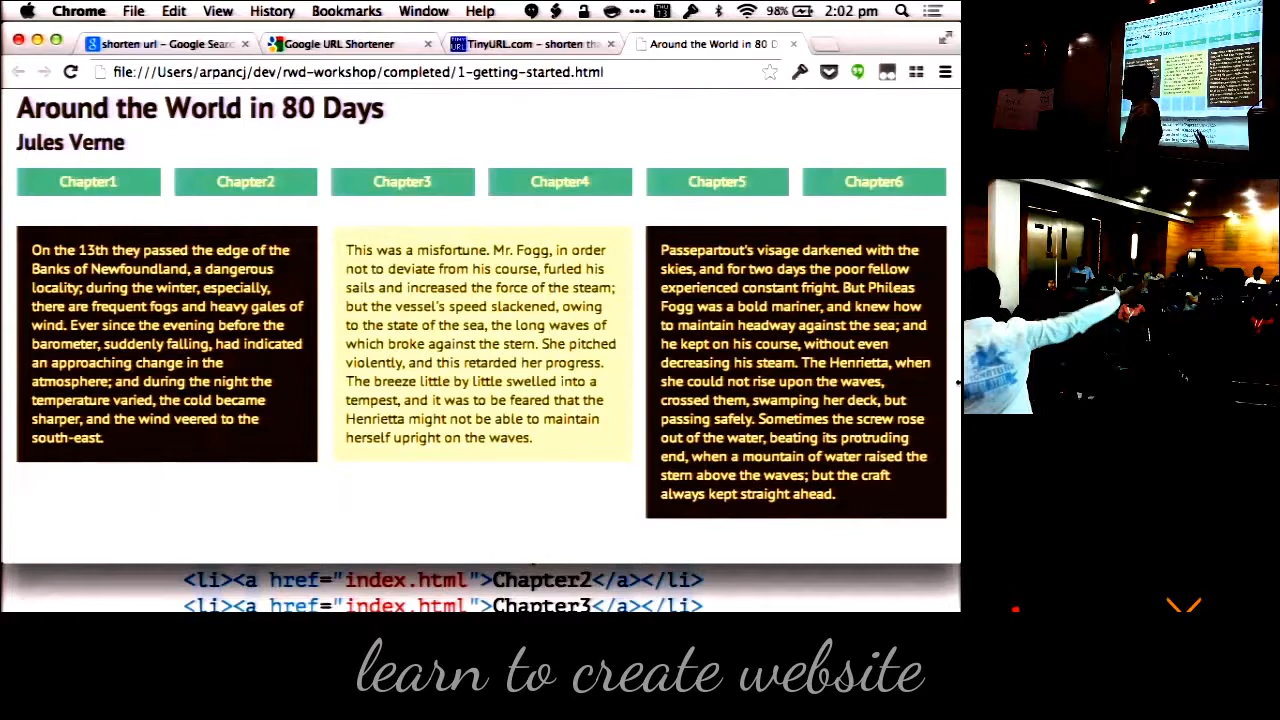 Chrome File Edit View History Bookmarks Window Help 98% 2:02 pm
shorten url – Google Searc
Google URL Shortener
TinyURL.com – shorten tha
Around the World in 80 D
file:///Users/arpancj/dev/rwd-workshop/completed/1-getting-started.html
Around the World in 80 Days
Jules Verne
Chapter1 Chapter2 Chapter3 Chapter4 Chapter5 Chapter6
On the 13th they passed the edge of the
Banks of Newfoundland, a dangerous
locality; during the winter, especially,
there are frequent fogs and heavy gales of
wind. Ever since the evening before the
barometer, suddenly falling, had indicated
an approaching change in the
atmosphere; and during the night the
temperature varied, the cold became
sharper, and the wind veered to the
south-east.
This was a misfortune. Mr. Fogg, in order
not to deviate from his course, furled his
sails and increased the force of the steam;
but the vessel's speed slackened, owing
to the state of the sea, the long waves of
which broke against the stern. She pitched
violently, and this retarded her progress.
The breeze little by little swelled into a
tempest, and it was to be feared that the
Henrietta might not be able to maintain
herself upright on the waves.
Passepartout's visage darkened with the
skies, and for two days the poor fellow
experienced constant fright. But Phileas
Fogg was a bold mariner, and knew how
to maintain headway against the sea; and
he kept on his course, without even
decreasing his steam. The Henrietta, when
she could not rise upon the waves,
crossed them, swamping her deck, but
passing safely. Sometimes the screw rose
out of the water, beating its protruding
end, when a mountain of water raised the
stern above the waves; but the craft
always kept straight ahead.
<li><a href="index.html">Chapter2</a></li>
<li><a href="index.html">Chapter3</a></li>
learn to create website